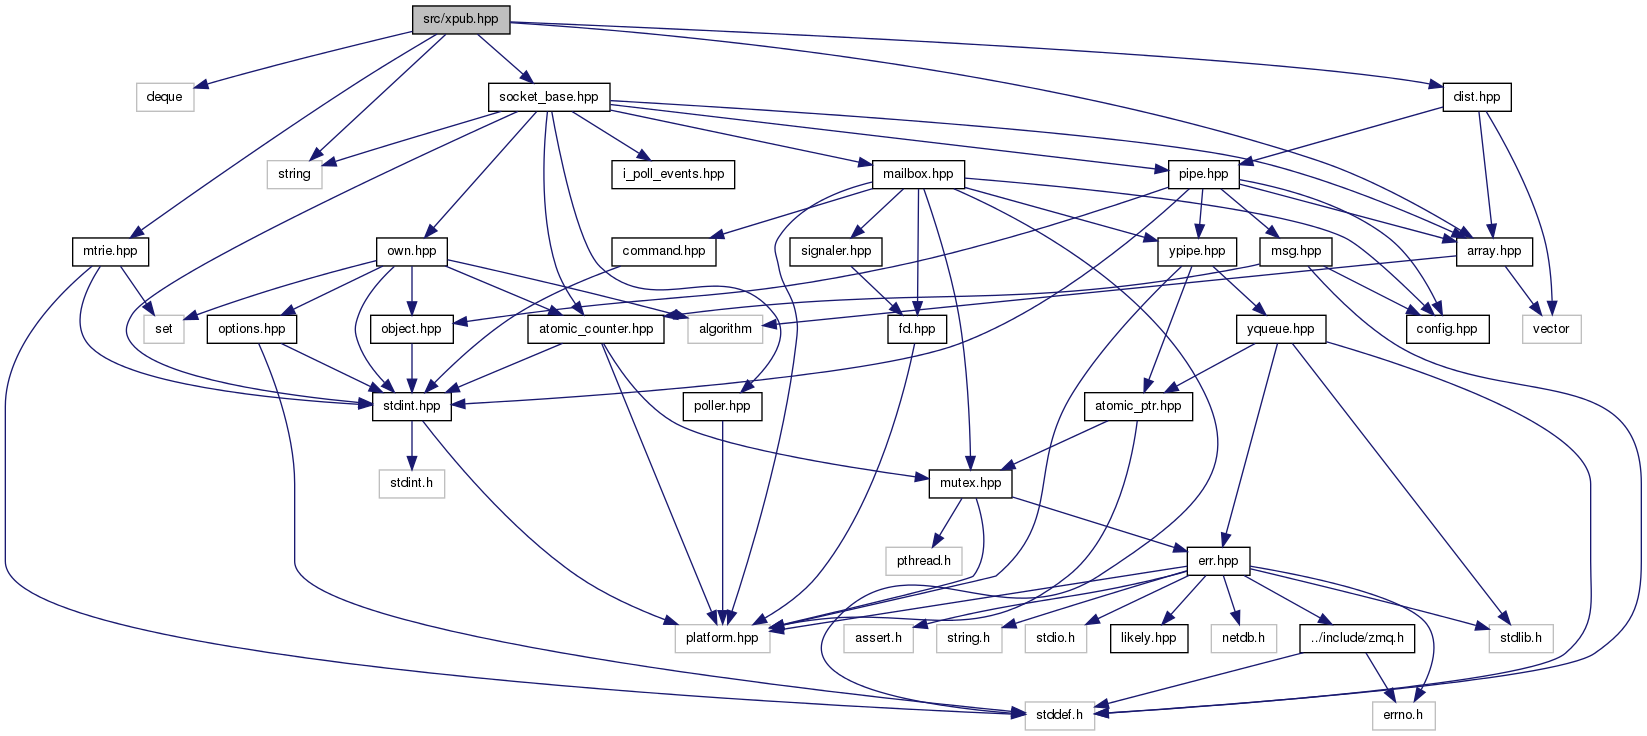 src/xpub.hpp
deque
socket_base.hpp
dist.hpp
string
i_poll_events.hpp
mailbox.hpp
pipe.hpp
mtrie.hpp
own.hpp
command.hpp
signaler.hpp
ypipe.hpp
msg.hpp
array.hpp
set
options.hpp
object.hpp
atomic_counter.hpp
algorithm
fd.hpp
yqueue.hpp
config.hpp
vector
stdint.hpp
poller.hpp
atomic_ptr.hpp
stdint.h
mutex.hpp
pthread.h
err.hpp
platform.hpp
assert.h
string.h
stdio.h
likely.hpp
netdb.h
../include/zmq.h
stdlib.h
stddef.h
errno.h